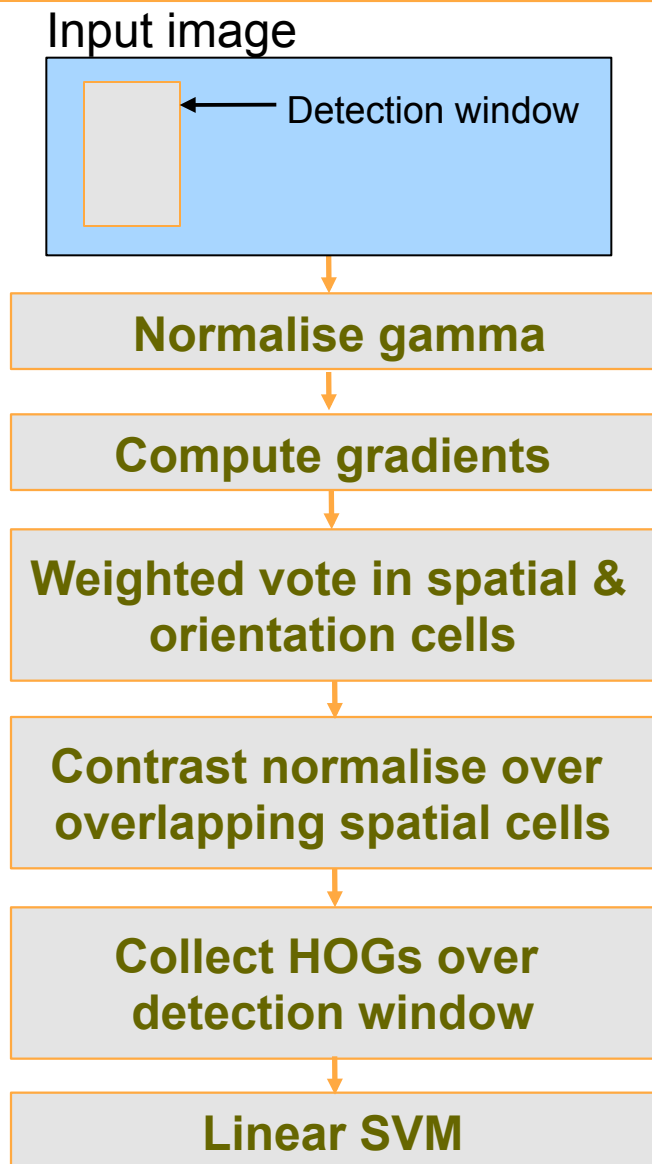 Input image
Detection window
Normalise gamma
Compute gradients
Weighted vote in spatial &
orientation cells
Contrast normalise over
overlapping spatial cells
Collect HOGs over
detection window
Linear SVM